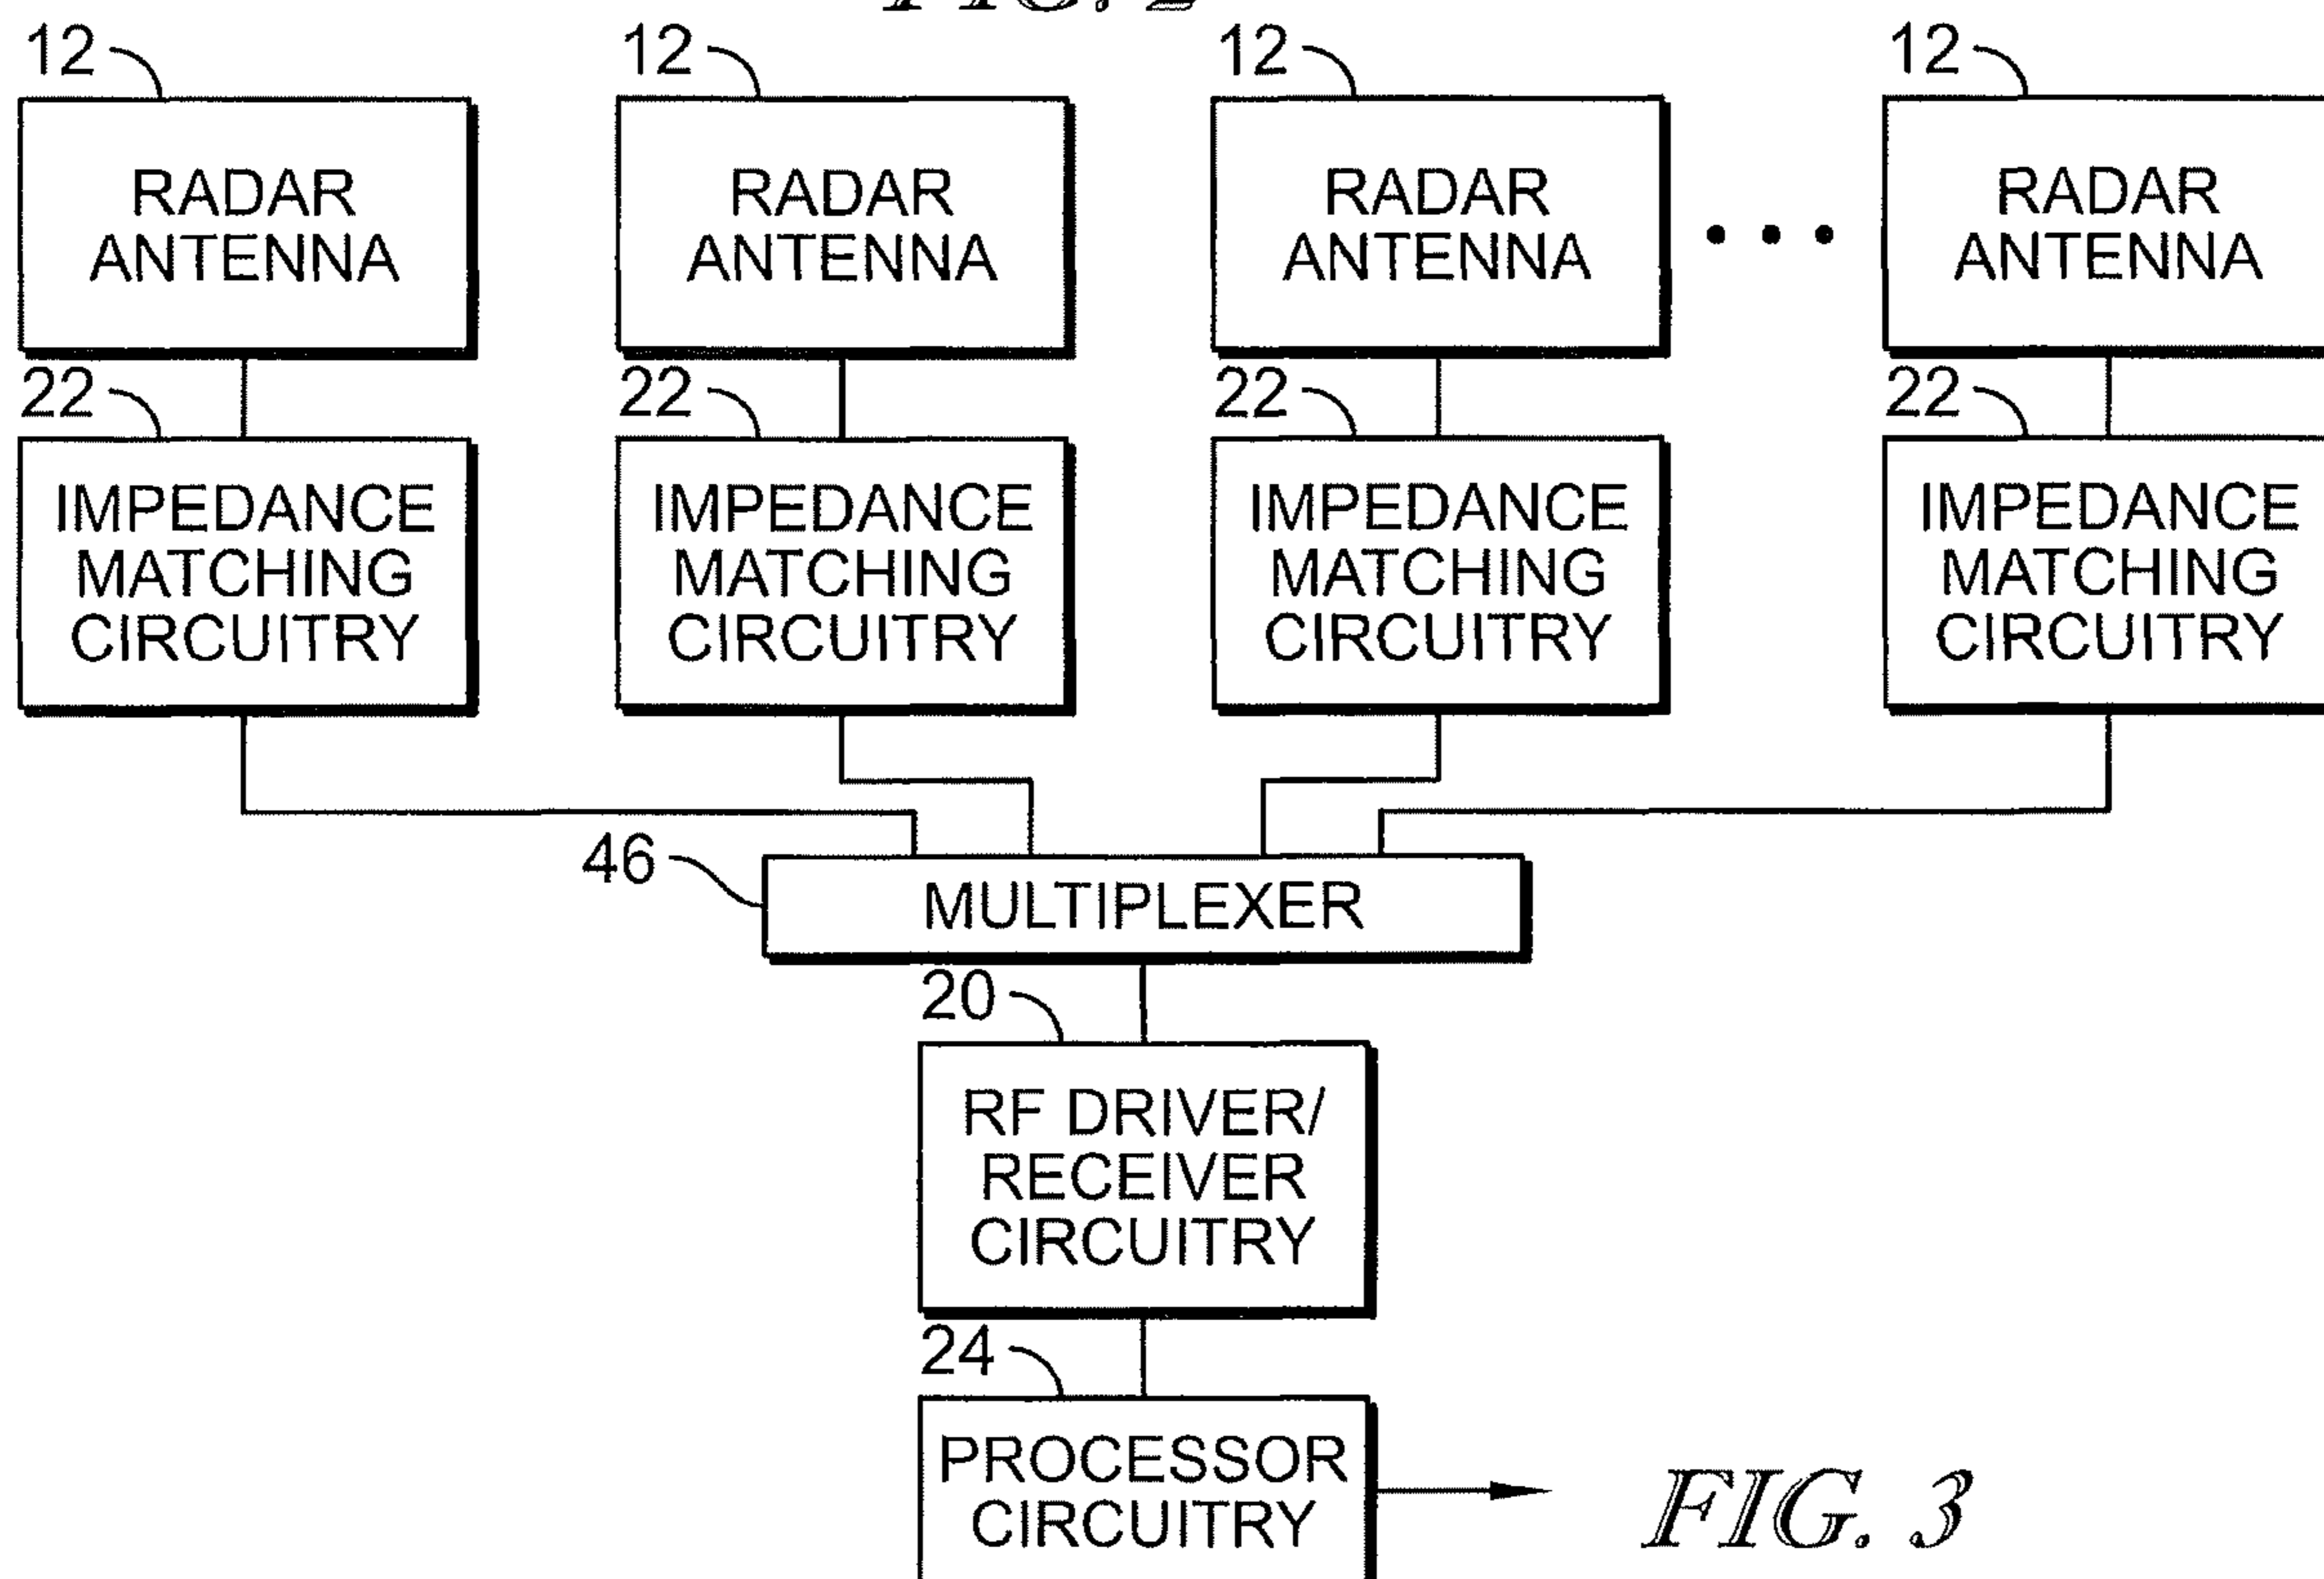 FIG. 2
12 12 12 12
RADAR RADAR RADAR RADAR
ANTENNA ANTENNA ANTENNA ANTENNA
22 22 22 22
IMPEDANCE IMPEDANCE IMPEDANCE IMPEDANCE
MATCHING MATCHING MATCHING MATCHING
CIRCUITRY CIRCUITRY CIRCUITRY CIRCUITRY
46
MULTIPLEXER
20
RF DRIVER/
RECEIVER
CIRCUITRY
24
PROCESSOR
CIRCUITRY
FIG. 3